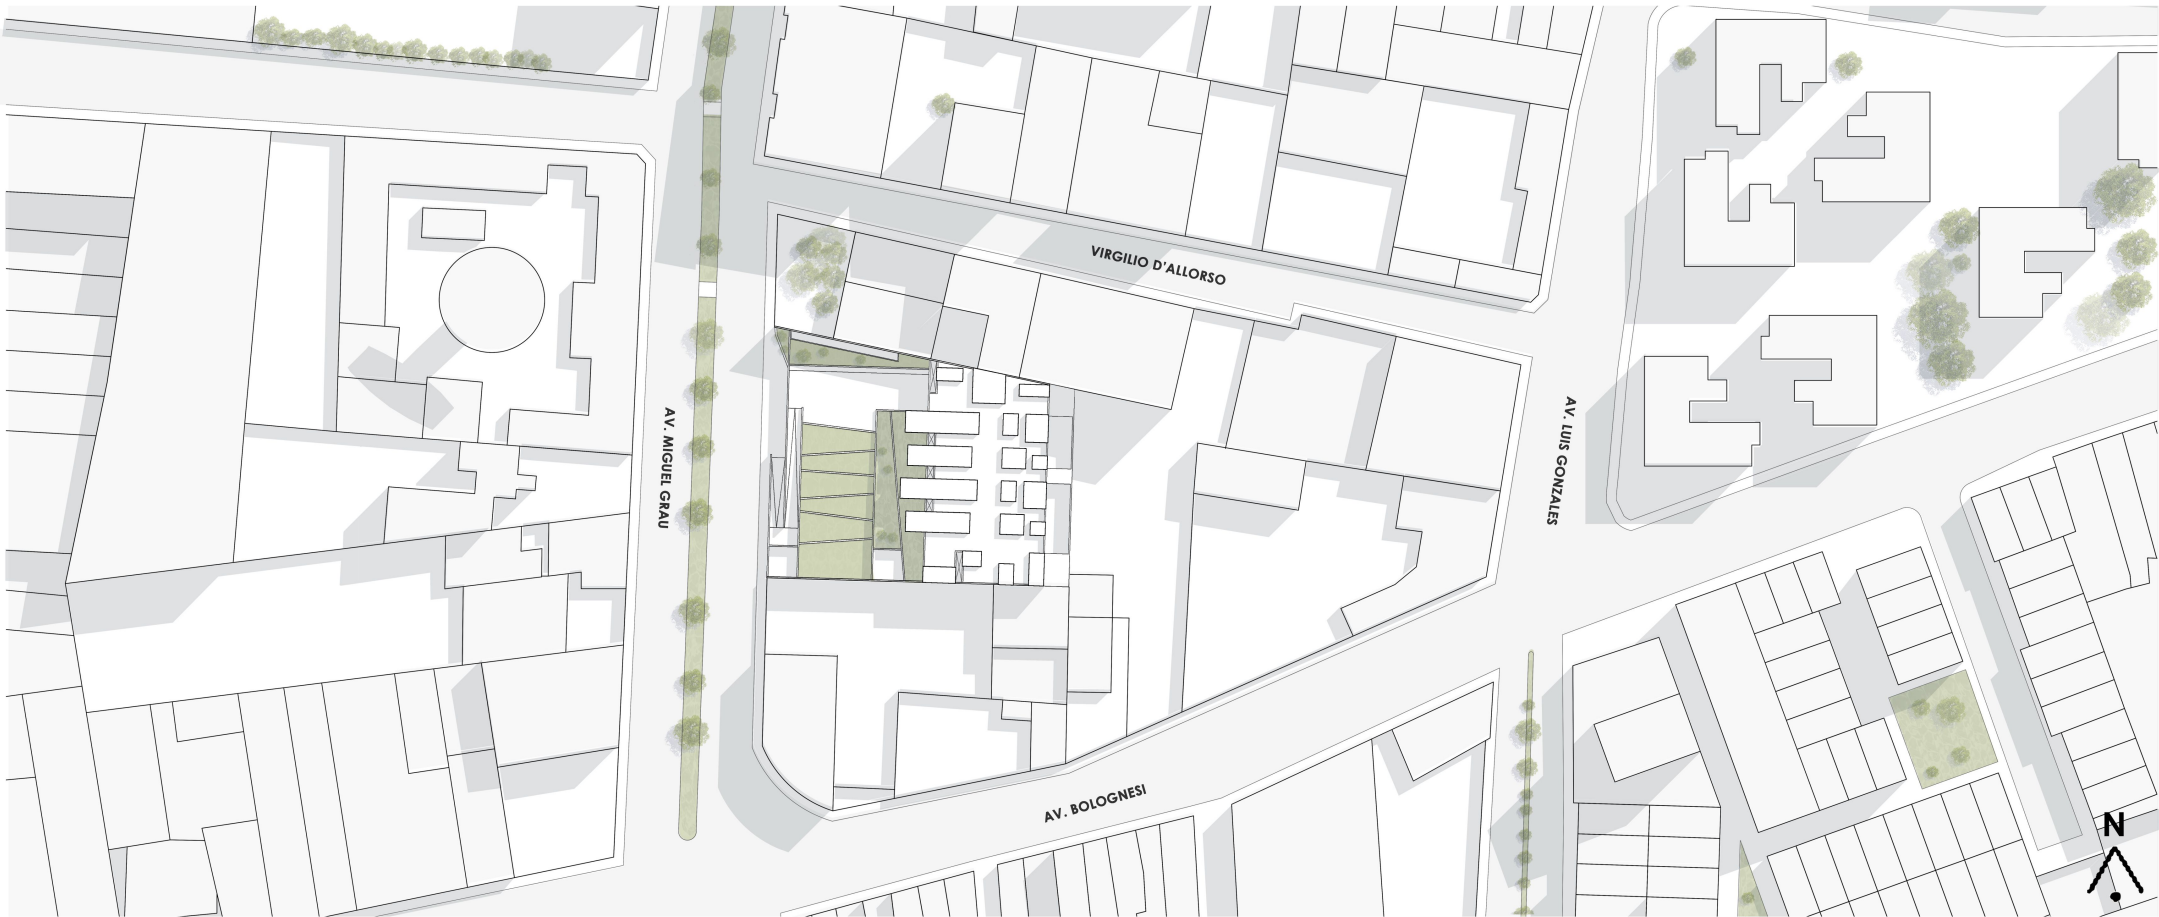 VIRGILIO D'ALLORSO
AV. MIGUEL GRAU
AV. LUIS GONZALES
AV. BOLOGNESI
N